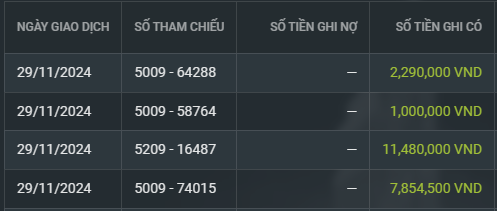 NGÀY GIAO DỊCH SỐ THAM CHIẾU SỐ TIỀN GHI NỢ SỐ TIỀN GHI CÓ
29/11/2024 5009 - 64288 — 2,290,000 VND
29/11/2024 5009 - 58764 — 1,000,000 VND
29/11/2024 5209 - 16487 — 11,480,000 VND
29/11/2024 5009 - 74015 — 7,854,500 VND